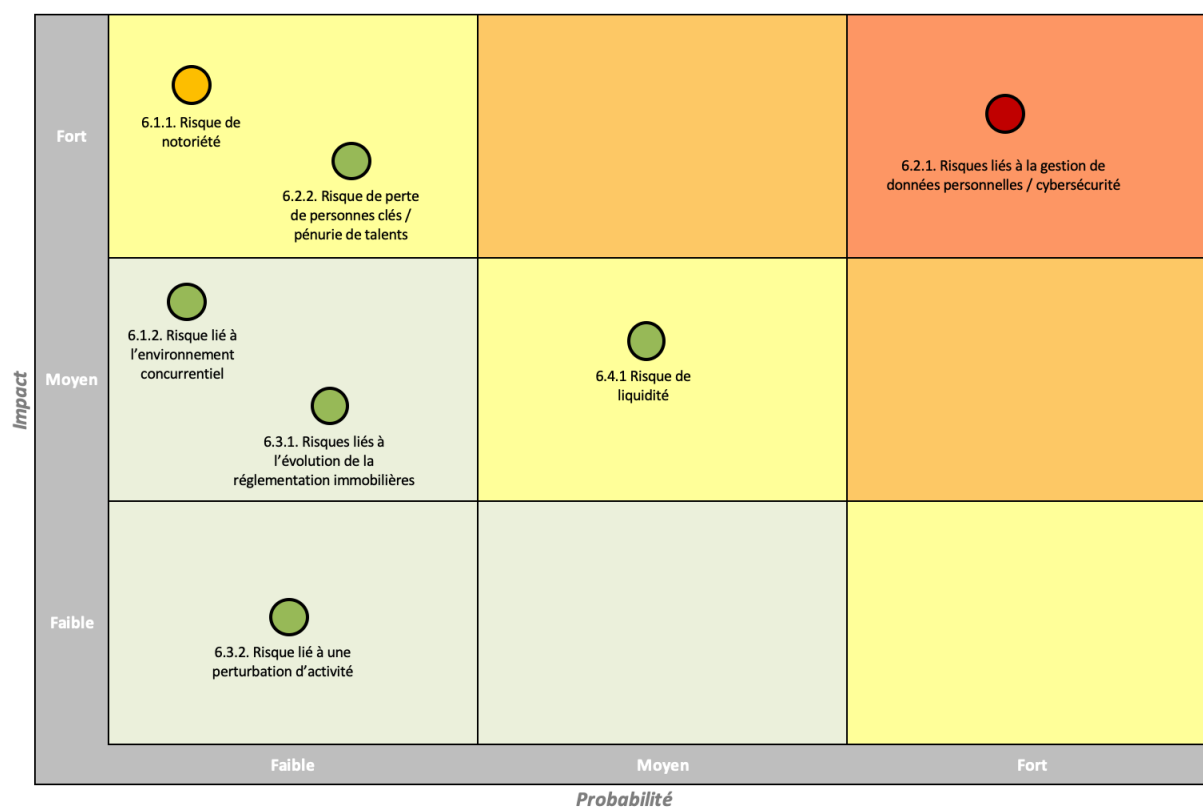 Impact
Fort
6.1.1. Risque de
notoriété
6.2.2. Risque de perte
de personnes clés /
pénurie de talents
6.2.1. Risques liés à la gestion de
données personnelles / cybersécurité
Moyen
6.1.2. Risque lié à
l’environnement
concurrentiel
6.3.1. Risques liés à
l’évolution de la
réglementation immobilières
6.4.1 Risque de
liquidité
Faible
6.3.2. Risque lié à une
perturbation d’activité
Faible
Moyen
Fort
Probabilité